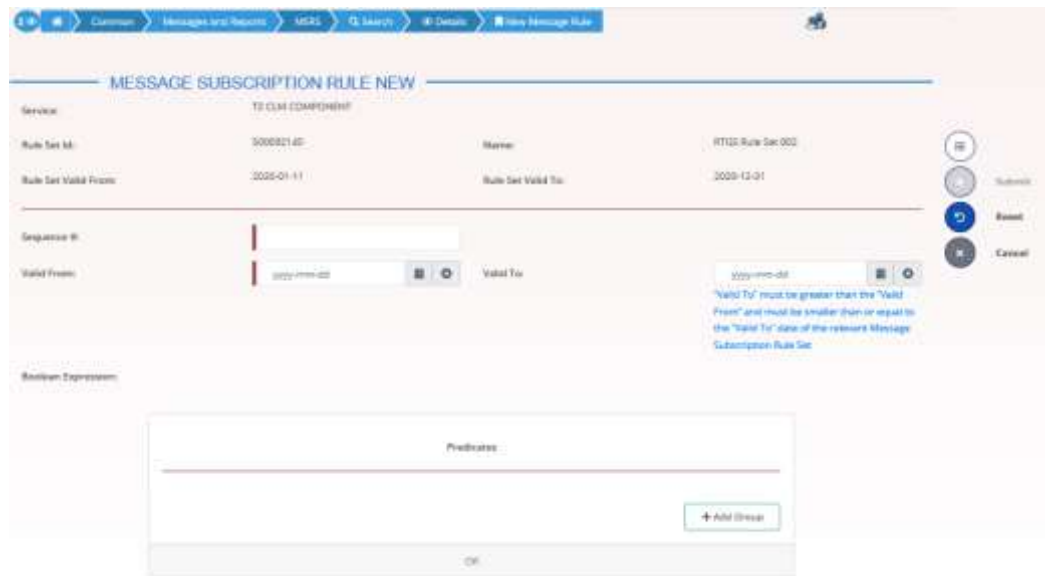 Common Messages and Reports MSRS Search Details New Message Rule
MESSAGE SUBSCRIPTION RULE NEW
Service: T2 CLM COMPONENT
Rule Set Id: Name: RTGS Rule Set 002
Rule Set Valid From: 2020-01-11 Rule Set Valid To: 2020-12-31
Submit
Sequence #: Reset
Cancel
Valid From: yyyy-mm-dd Valid To: yyyy-mm-dd
"Valid To" must be greater than the "Valid
From" and must be smaller than or equal to
the "Valid To" date of the relevant Message
Subscription Rule Set
Boolean Expression:
Predicates
+ Add Group
OR